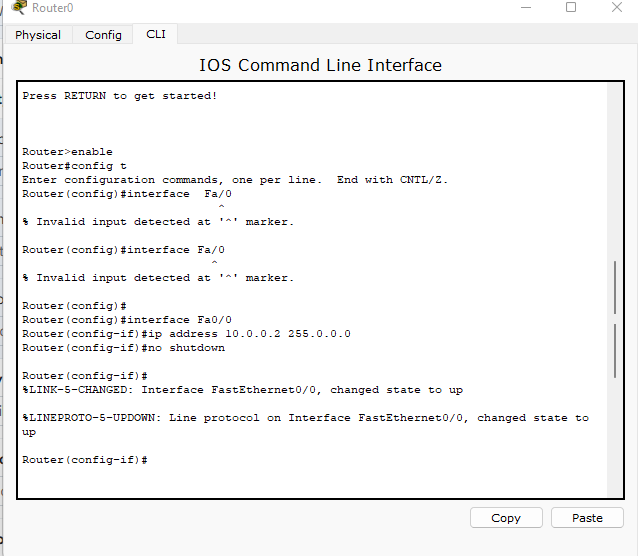 Router0
Physical Config CLI
IOS Command Line Interface
Press RETURN to get started!
Router>enable
Router#config t
Enter configuration commands, one per line.  End with CNTL/Z.
Router(config)#interface  Fa/0
^
% Invalid input detected at '^' marker.
Router(config)#interface Fa/0
^
% Invalid input detected at '^' marker.
Router(config)#
Router(config)#interface Fa0/0
Router(config-if)#ip address 10.0.0.2 255.0.0.0
Router(config-if)#no shutdown
Router(config-if)#
%LINK-5-CHANGED: Interface FastEthernet0/0, changed state to up
%LINEPROTO-5-UPDOWN: Line protocol on Interface FastEthernet0/0, changed state to
up
Router(config-if)#
Copy Paste